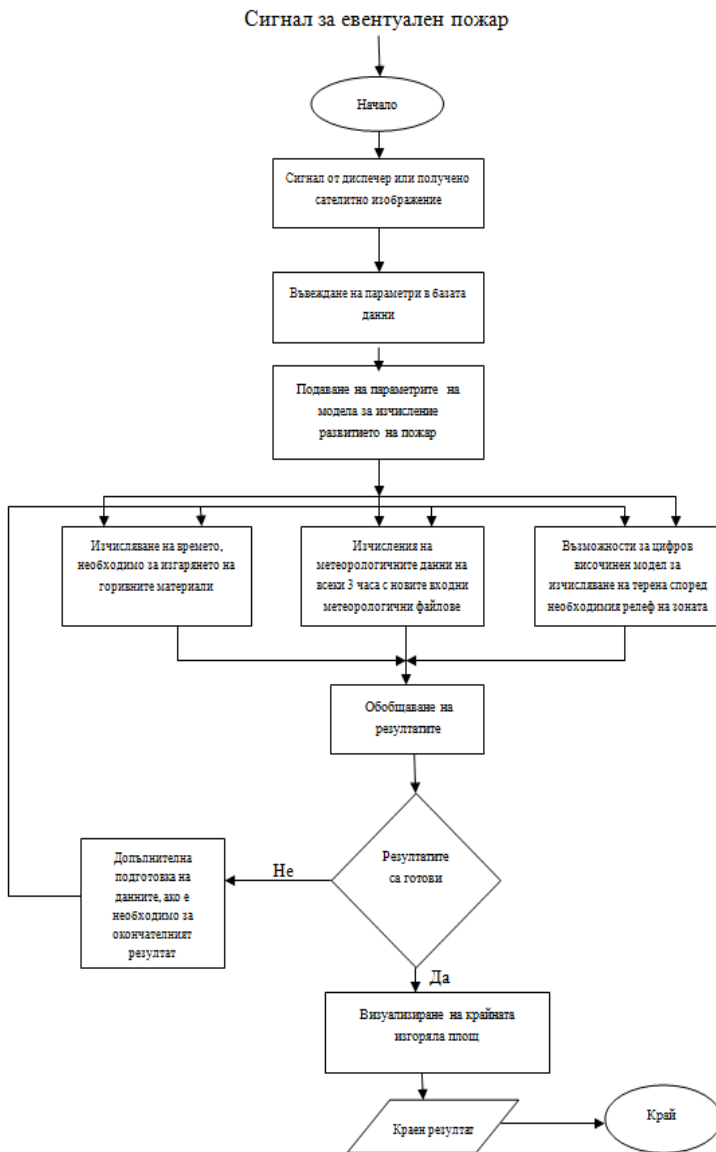 Сигнал за евентуален пожар
Начало
Сигнал от диспечер или получено
сателитно изображение
Въвеждане на параметри в базата
данни
Подаване на параметрите на
модела за изчисление
развитието на пожар
Изчисляване на времето,
необходимо за изгарянето на
горивните материали
Изчисления на
метеорологичните данни на
всеки 3 часа с новите входни
метеорологични файлове
Възможности за цифров
височинен модел за
изчисляване на терена според
необходимия релеф на зоната
Обобщаване на
резултатите
Резултатите
са готови
Не
Допълнителна
подготовка на
данните, ако е
необходимо за
окончателният
резултат
Да
Визуализиране на крайната
изгоряла площ
Краен резултат
Край